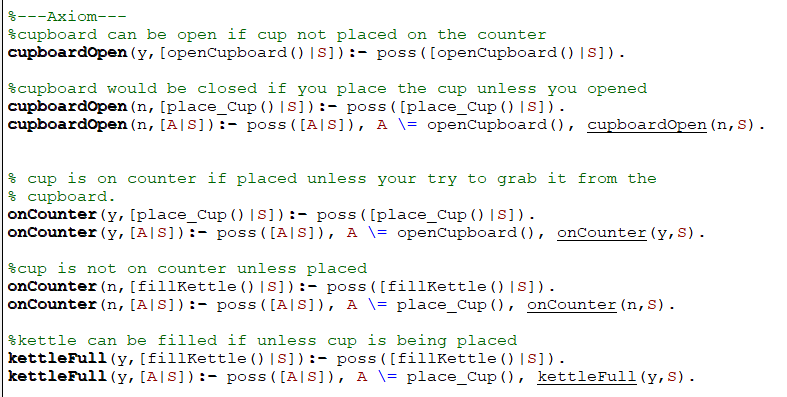 %---Axiom---
%cupboard can be open if cup not placed on the counter
cupboardOpen(y,[openCupboard()|S]):- poss([openCupboard()|S]).
%cupboard would be closed if you place the cup unless you opened
cupboardOpen(n,[place_Cup()|S]):- poss([place_Cup()|S]).
cupboardOpen(n,[A|S]):- poss([A|S]), A \= openCupboard(), cupboardOpen(n,S).
% cup is on counter if placed unless your try to grab it from the
% cupboard.
onCounter(y,[place_Cup()|S]):- poss([place_Cup()|S]).
onCounter(y,[A|S]):- poss([A|S]), A \= openCupboard(), onCounter(y,S).
%cup is not on counter unless placed
onCounter(n,[fillKettle()|S]):- poss([fillKettle()|S]).
onCounter(n,[A|S]):- poss([A|S]), A \= place_Cup(), onCounter(n,S).
%kettle can be filled if unless cup is being placed
kettleFull(y,[fillKettle()|S]):- poss([fillKettle()|S]).
kettleFull(y,[A|S]):- poss([A|S]), A \= place_Cup(), kettleFull(y,S).